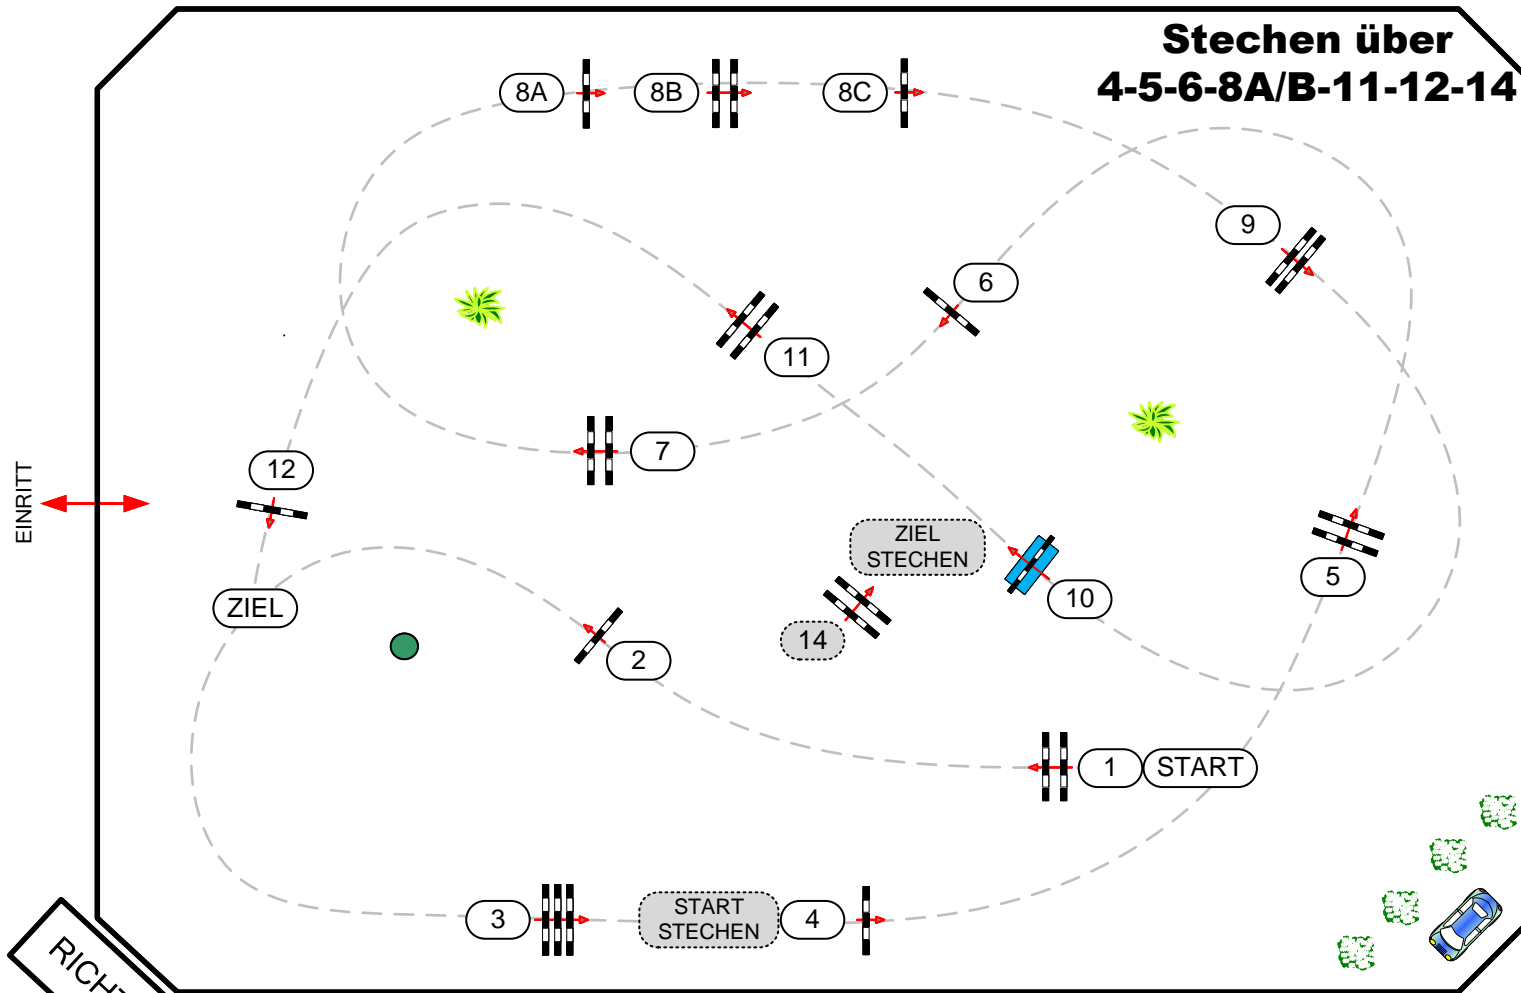 Stechen über
4-5-6-8A/B-11-12-14
8A
8B
8C
9
6
11
7
12
EINRITT
ZIEL
STECHEN
5
10
ZIEL
14
2
1
START
3
START
STECHEN
4